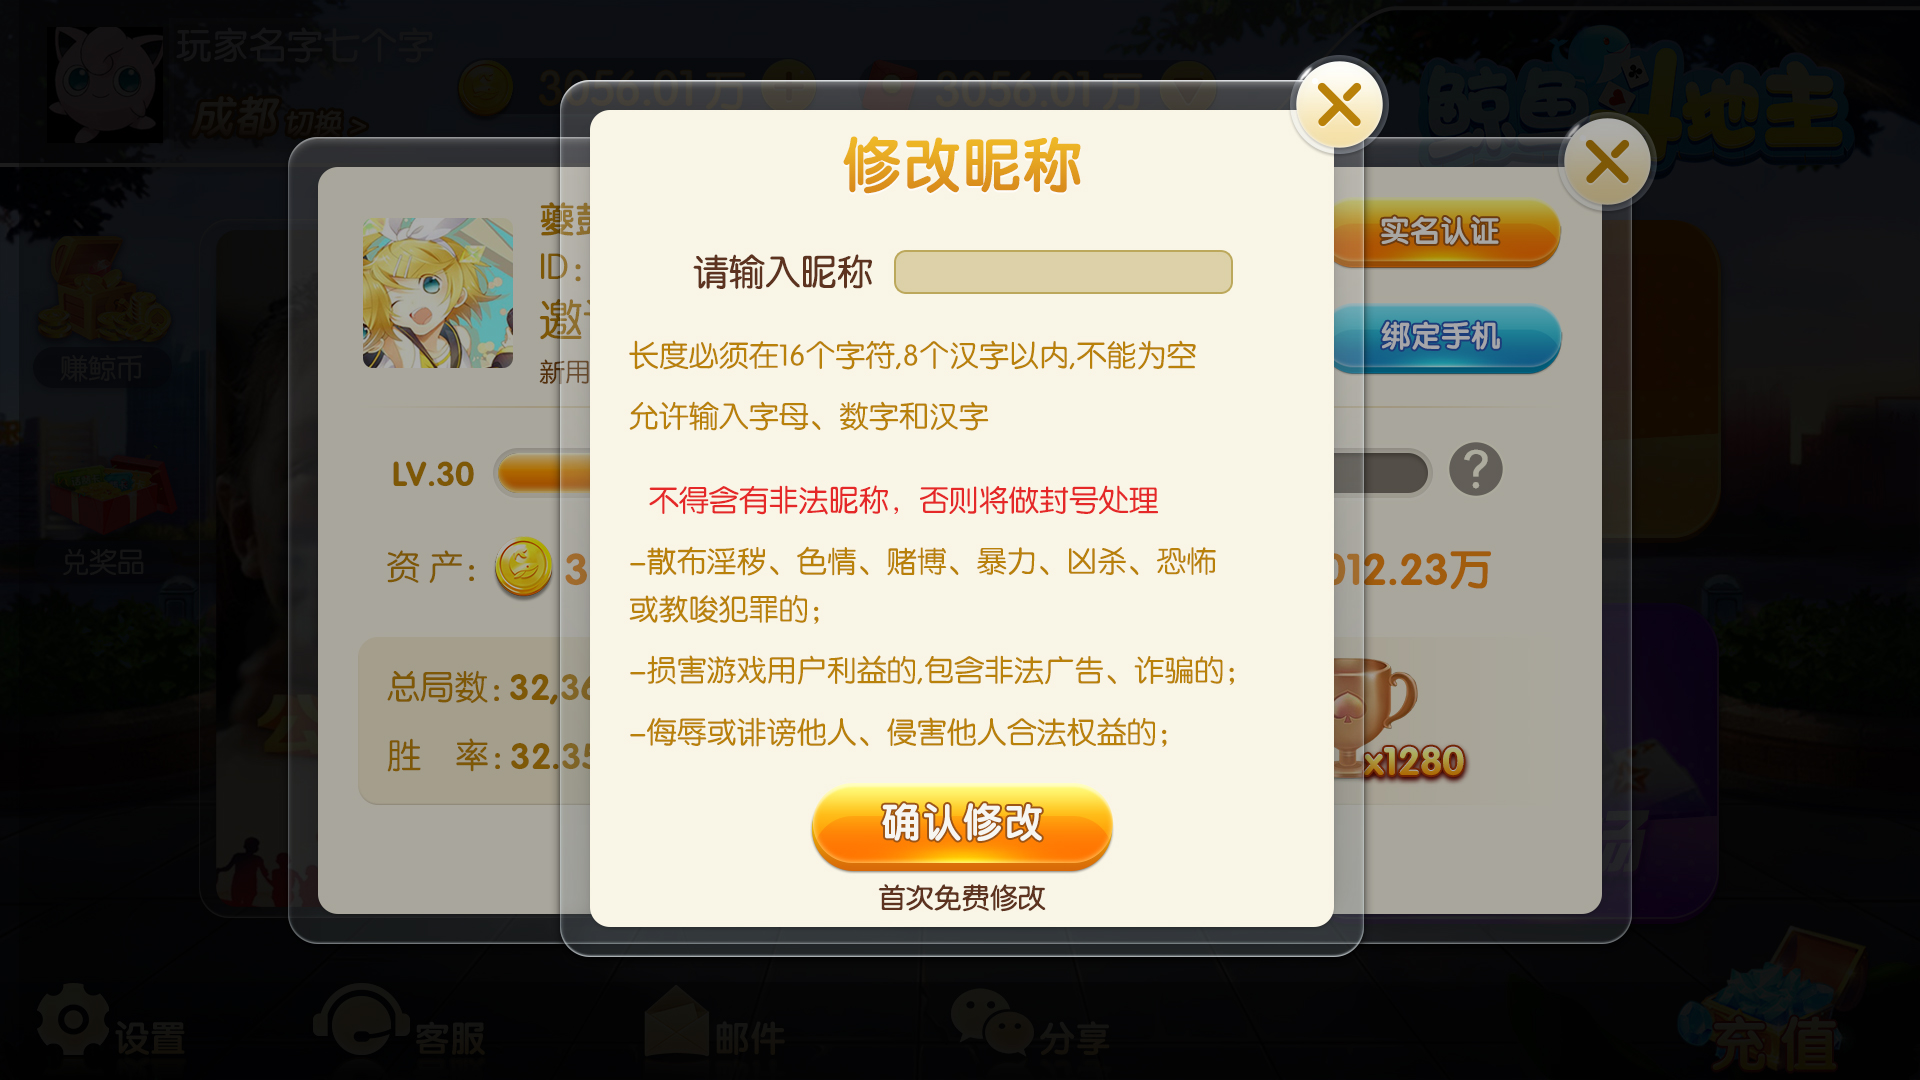 玩家名字七个字
成都 切换 >
3056.01万
3056.01万
鲸鱼斗地主
修改昵称
请输入昵称
长度必须在16个字符,8个汉字以内,不能为空
允许输入字母、数字和汉字
不得含有非法昵称，否则将做封号处理
-散布淫秽、色情、赌博、暴力、凶杀、恐怖
或教唆犯罪的；
-损害游戏用户利益的,包含非法广告、诈骗的；
-侮辱或诽谤他人、侵害他人合法权益的；
确认修改
首次免费修改
ID：
新用
实名认证
绑定手机
LV.30
资 产： 3
012.23万
总局数：32,36
胜 率：32.35
x1280
赚鲸币
兑奖品
设置
客服
邮件
分享
充值